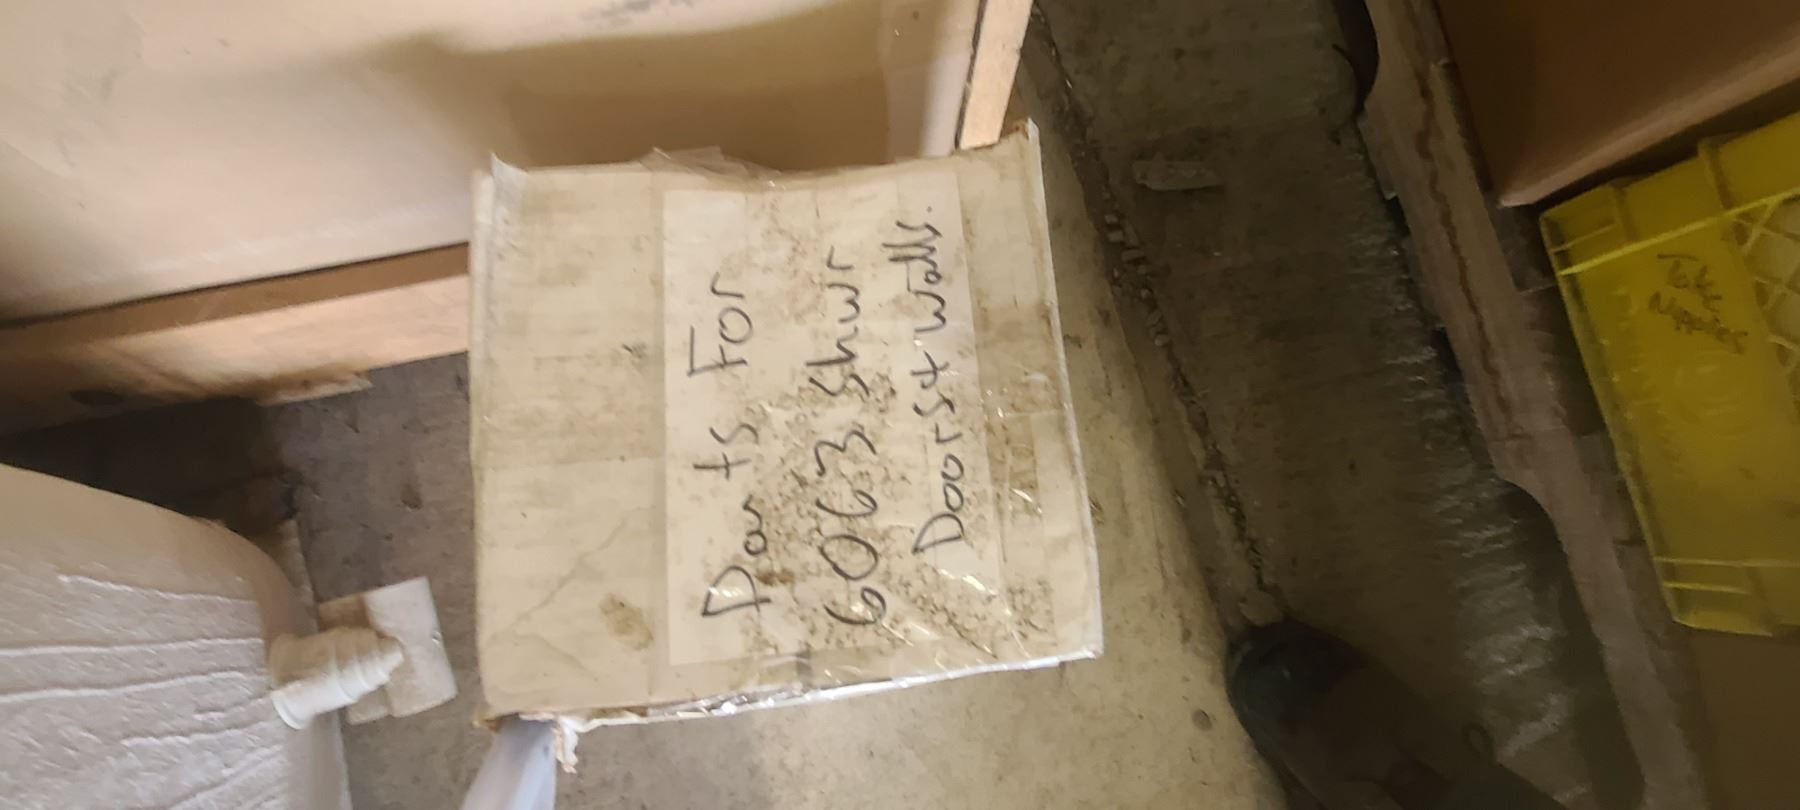 Parts For
6063 Shwr
Doors + Walls.